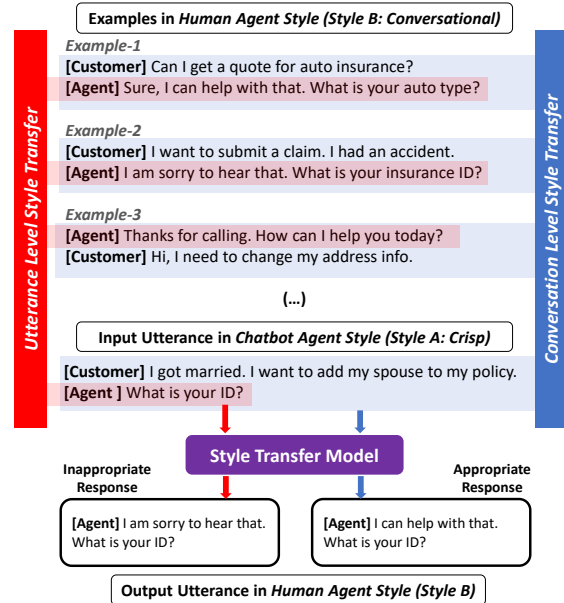 Examples in Human Agent Style (Style B: Conversational)
Utterance Level Style Transfer
Conversation Level Style Transfer
Example-1
[Customer] Can I get a quote for auto insurance?
[Agent] Sure, I can help with that. What is your auto type?
Example-2
[Customer] I want to submit a claim. I had an accident.
[Agent] I am sorry to hear that. What is your insurance ID?
Example-3
[Agent] Thanks for calling. How can I help you today?
[Customer] Hi, I need to change my address info.
(...)
Input Utterance in Chatbot Agent Style (Style A: Crisp)
[Customer] I got married. I want to add my spouse to my policy.
[Agent ] What is your ID?
Style Transfer Model
Inappropriate
Response
Appropriate
Response
[Agent] I am sorry to hear that.
What is your ID?
[Agent] I can help with that.
What is your ID?
Output Utterance in Human Agent Style (Style B)